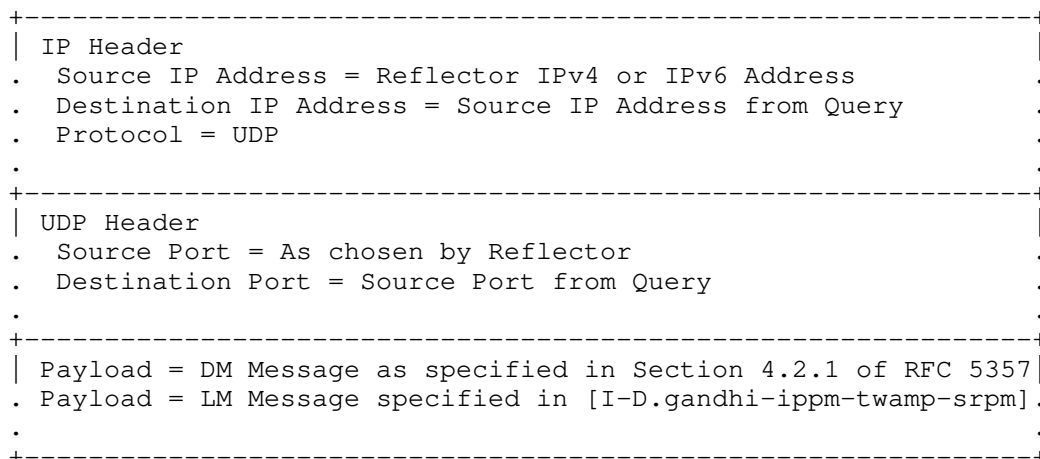 +---------------------------------------------------------------+
| IP Header                                                     |
.  Source IP Address = Reflector IPv4 or IPv6 Address           .
.  Destination IP Address = Source IP Address from Query        .
.  Protocol = UDP                                               .
.                                                               .
+---------------------------------------------------------------+
| UDP Header                                                    |
.  Source Port = As chosen by Reflector                         .
.  Destination Port = Source Port from Query                    .
.                                                               .
+---------------------------------------------------------------+
| Payload = DM Message as specified in Section 4.2.1 of RFC 5357|
. Payload = LM Message specified in [I-D.gandhi-ippm-twamp-srpm].
.                                                               .
+---------------------------------------------------------------+